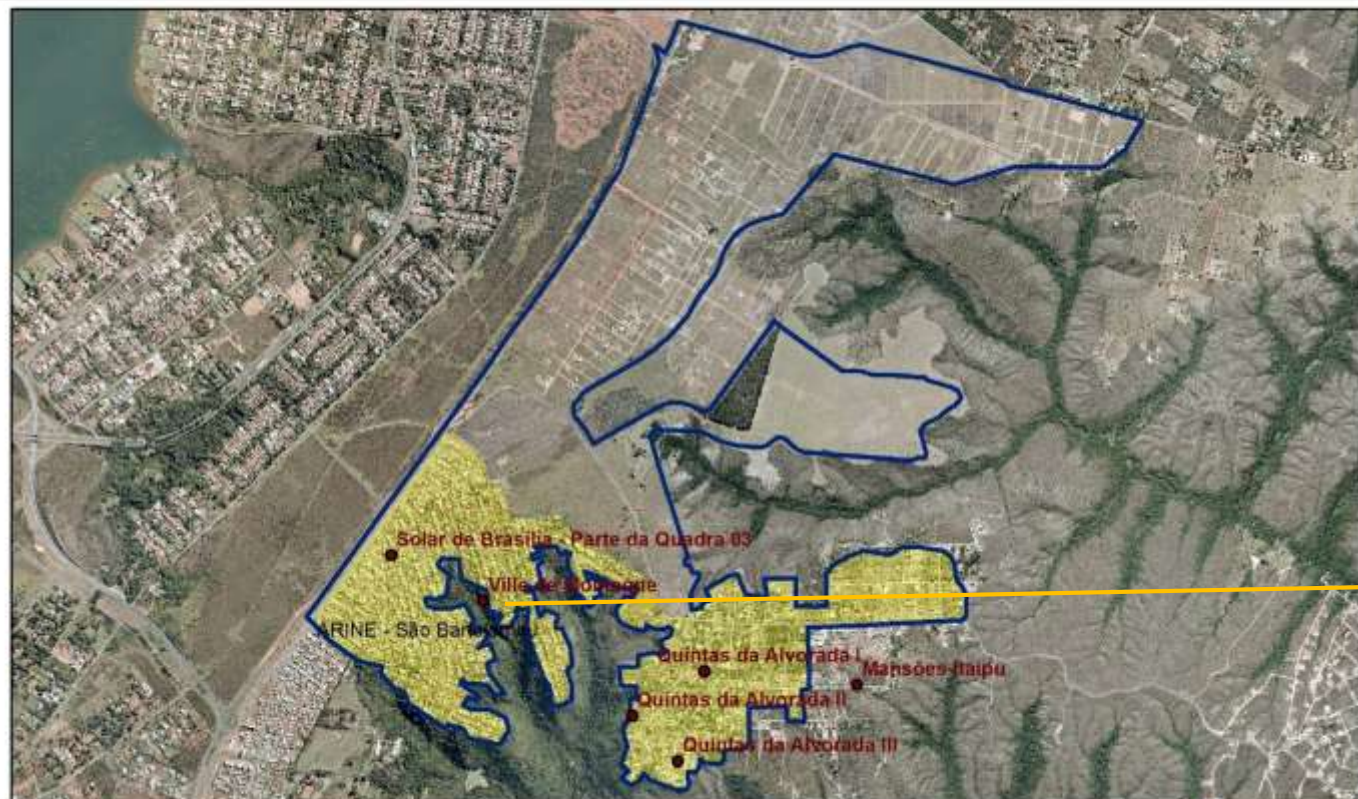 Solar de Brasília - Parte da Quadra 03
Ville de Montagne
ARINE - São Bartolomeu
Quintas da Alvorada I
Mansões Itaipu
Quintas da Alvorada II
Quintas da Alvorada III